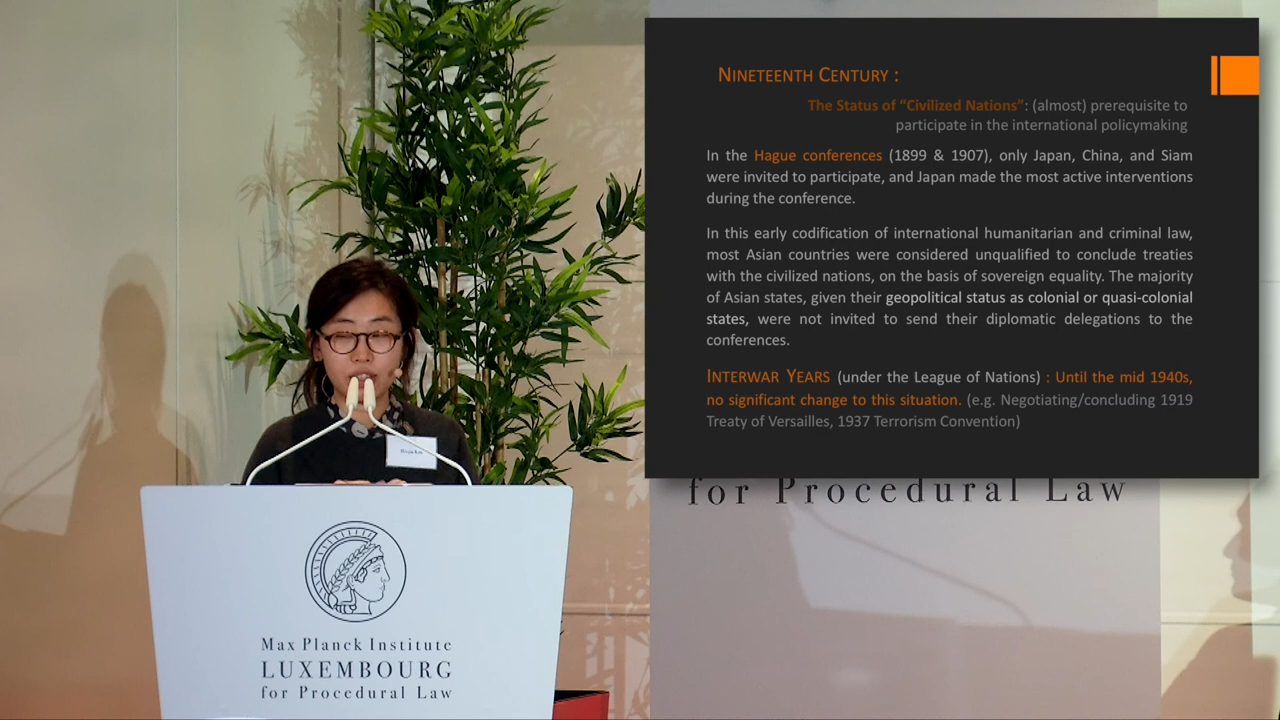 NINETEENTH CENTURY :
The Status of “Civilized Nations”: (almost) prerequisite to
participate in the international policymaking
In the Hague conferences (1899 & 1907), only Japan, China, and Siam
were invited to participate, and Japan made the most active interventions
during the conference.
In this early codification of international humanitarian and criminal law,
most Asian countries were considered unqualified to conclude treaties
with the civilized nations, on the basis of sovereign equality. The majority
of Asian states, given their geopolitical status as colonial or quasi-colonial
states, were not invited to send their diplomatic delegations to the
conferences.
INTERWAR YEARS (under the League of Nations) : Until the mid 1940s,
no significant change to this situation. (e.g. Negotiating/concluding 1919
Treaty of Versailles, 1937 Terrorism Convention)
for Procedural Law
Max Planck Institute
LUXEMBOURG
for Procedural Law